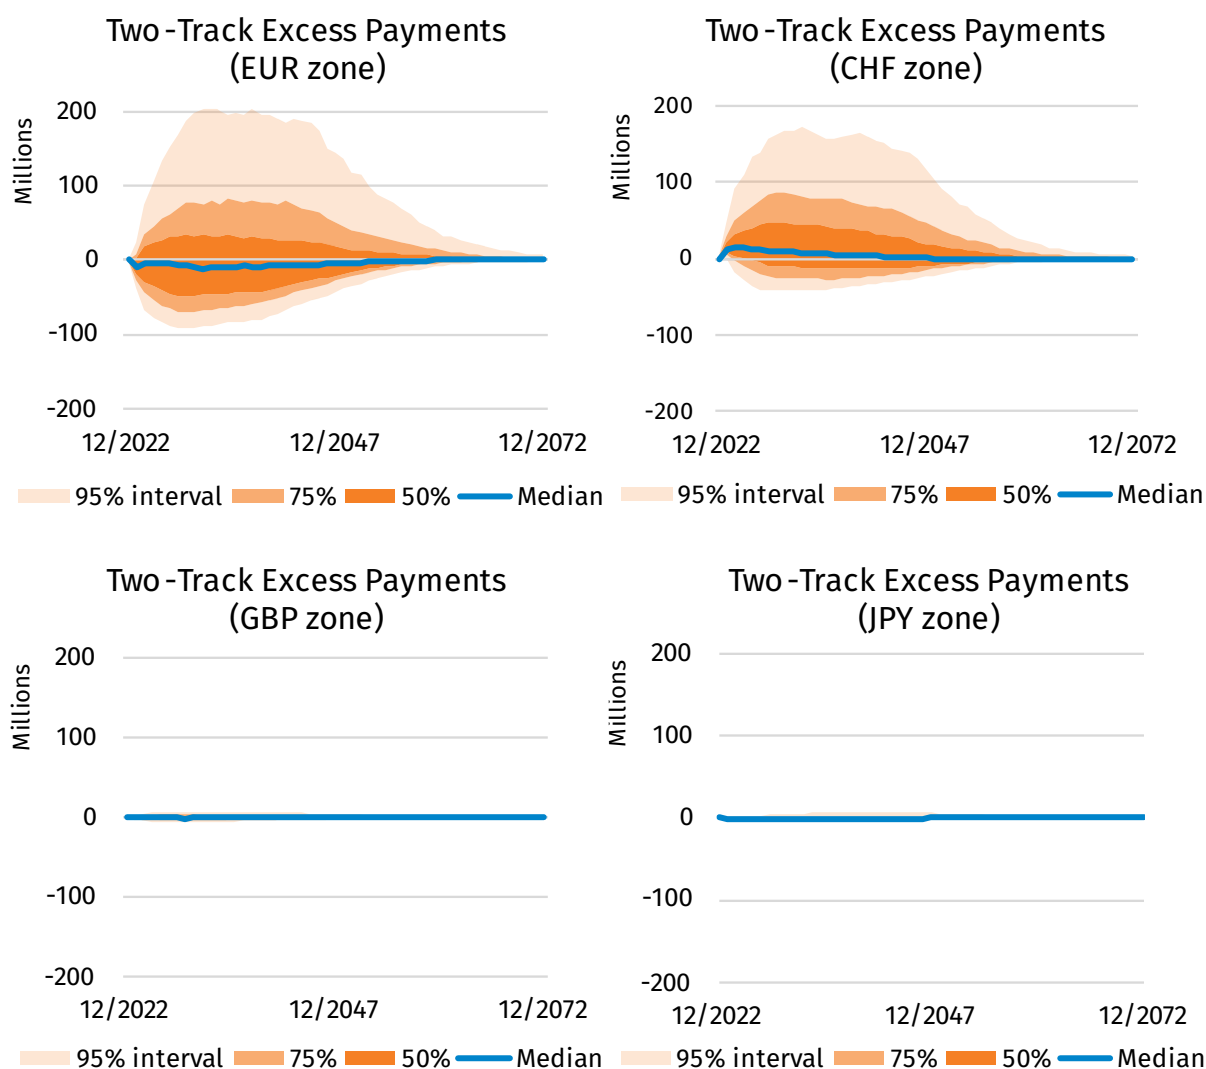 Two-Track Excess Payments
(EUR zone)
Millions
200
100
0
-100
-200
12/2022 12/2047 12/2072
95% interval 75% 50% Median
Two-Track Excess Payments
(CHF zone)
Millions
200
100
0
-100
-200
12/2022 12/2047 12/2072
95% interval 75% 50% Median
Two-Track Excess Payments
(GBP zone)
Millions
200
100
0
-100
-200
12/2022 12/2047 12/2072
95% interval 75% 50% Median
Two-Track Excess Payments
(JPY zone)
Millions
200
100
0
-100
-200
12/2022 12/2047 12/2072
95% interval 75% 50% Median